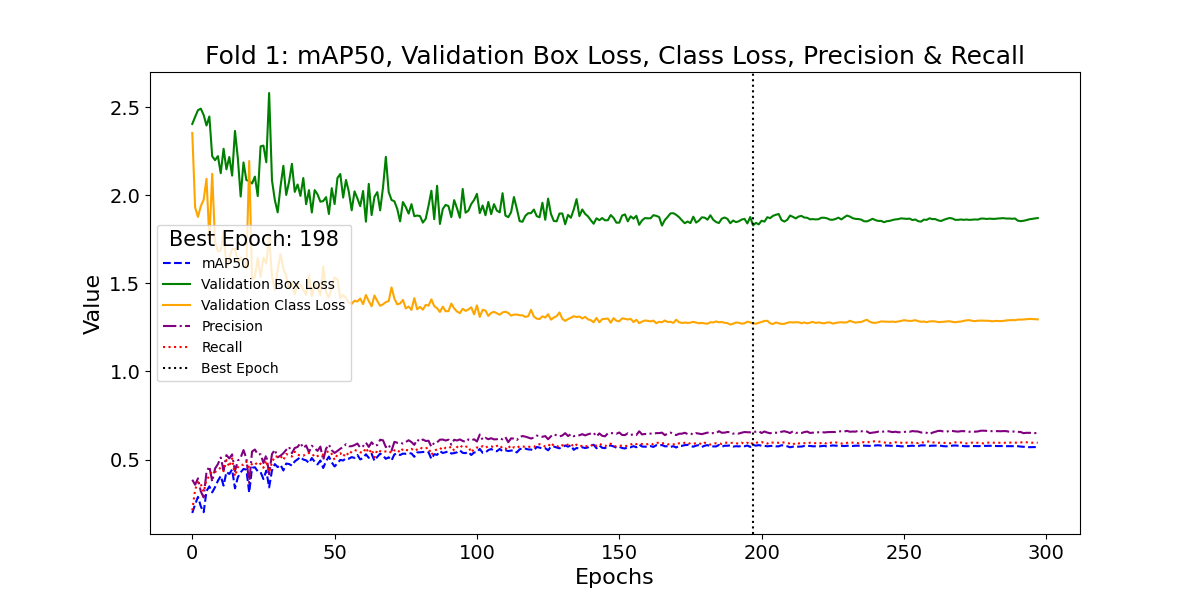 Fold 1: mAP50, Validation Box Loss, Class Loss, Precision & Recall
2.5
2.0
1.5
1.0
0.5
Value
Best Epoch: 198
mAP50
Validation Box Loss
Validation Class Loss
Precision
Recall
Best Epoch
0 50 100 150 200 250 300
Epochs